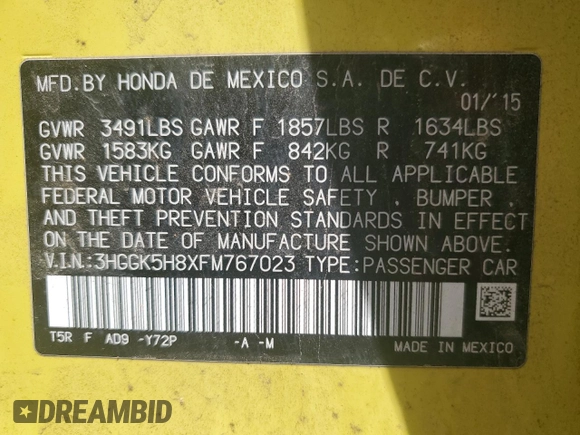 MFD.BY HONDA DE MEXICO S.A. DE C.V.
01/'15
GVWR 3491LBS GAWR F 1857LBS R 1634LBS
GVWR 1583KG GAWR F 842KG R 741KG
THIS VEHICLE CONFORMS TO ALL APPLICABLE
FEDERAL MOTOR VEHICLE SAFETY , BUMPER ,
AND THEFT PREVENTION STANDARDS IN EFFECT
ON THE DATE OF MANUFACTURE SHOWN ABOVE.
V.I.N.:3HGGK5H8XFM767023 TYPE:PASSENGER CAR
T5R F AD9 -Y72P -A -M
MADE IN MEXICO
DREAMBID